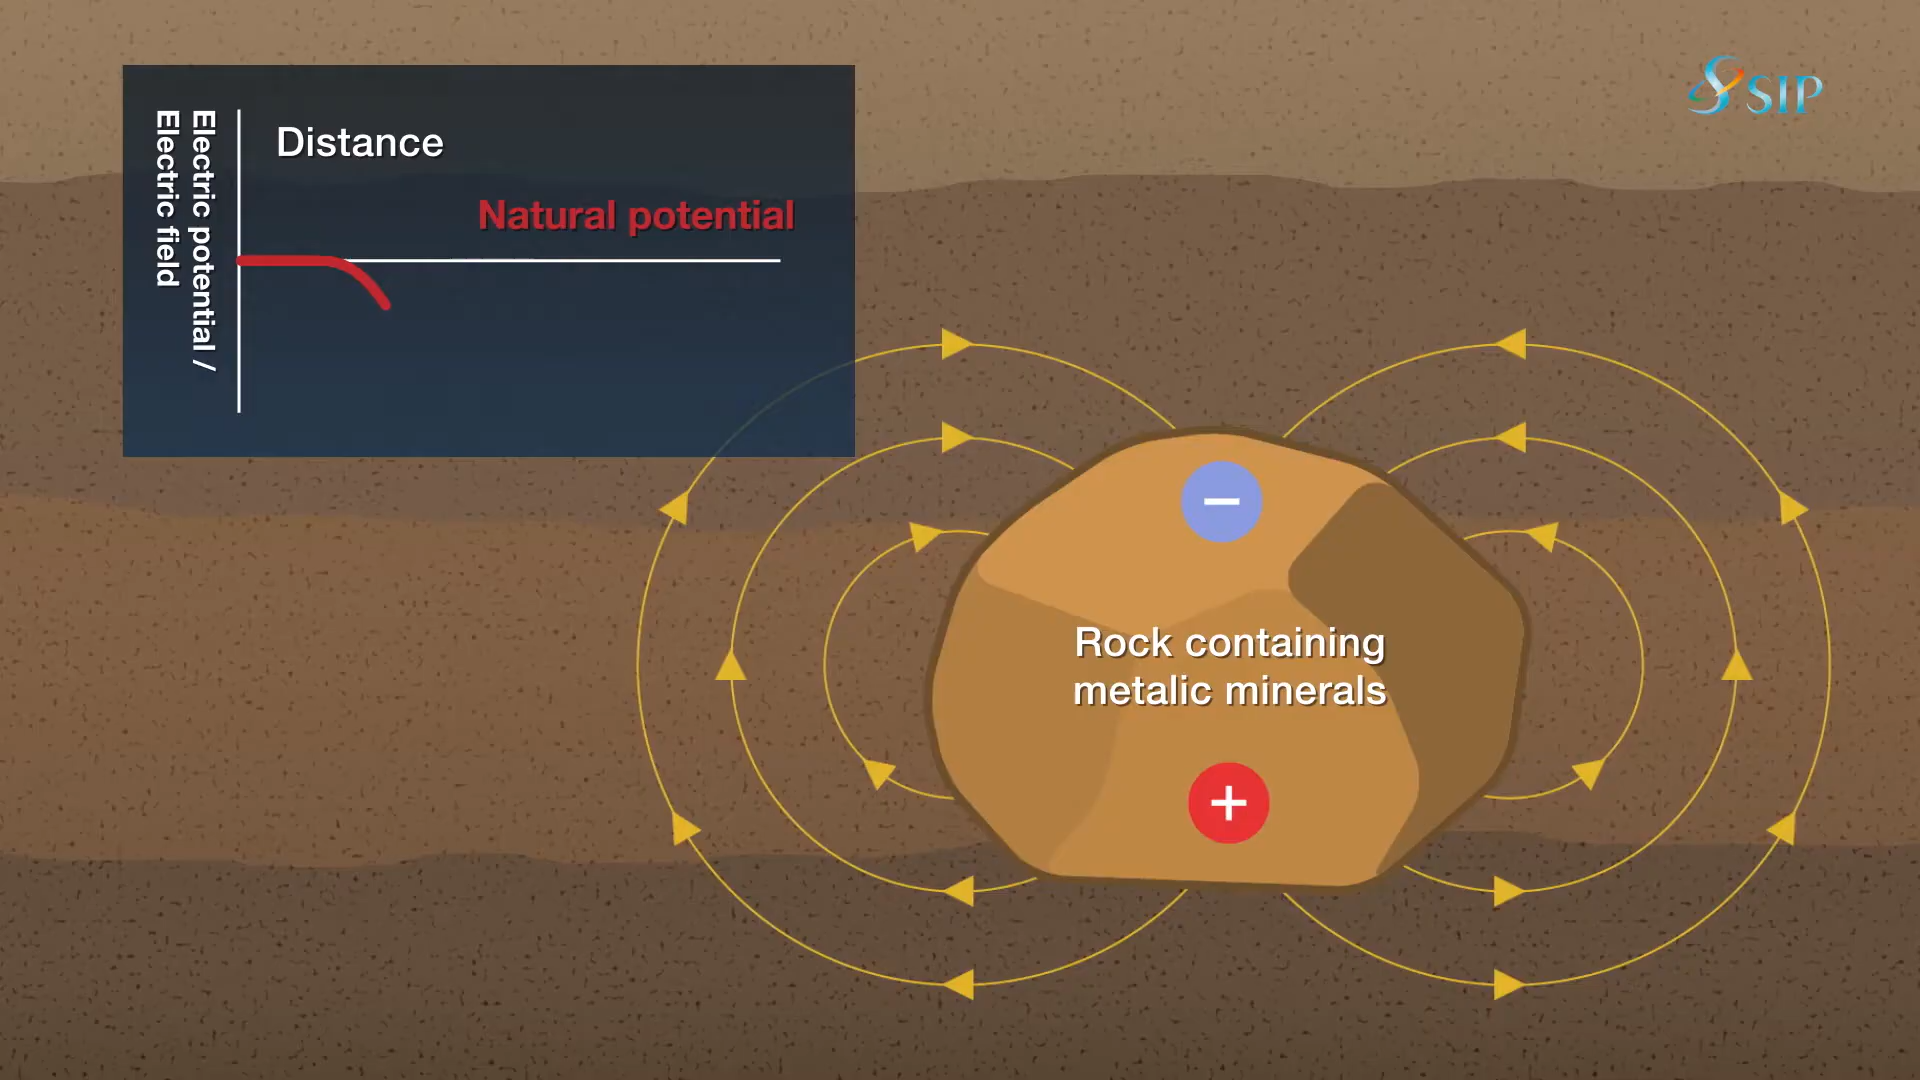 Electric potential /
Electric field
Distance
Natural potential
SIP
−
Rock containing
metalic minerals
+